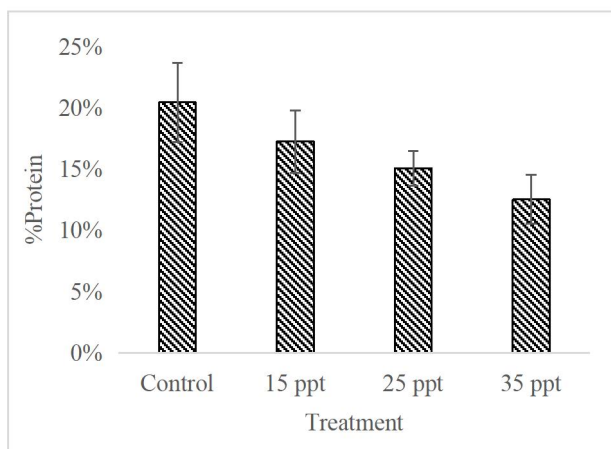 25%
20%
15%
10%
5%
0%
%Protein
Control 15 ppt 25 ppt 35 ppt
Treatment